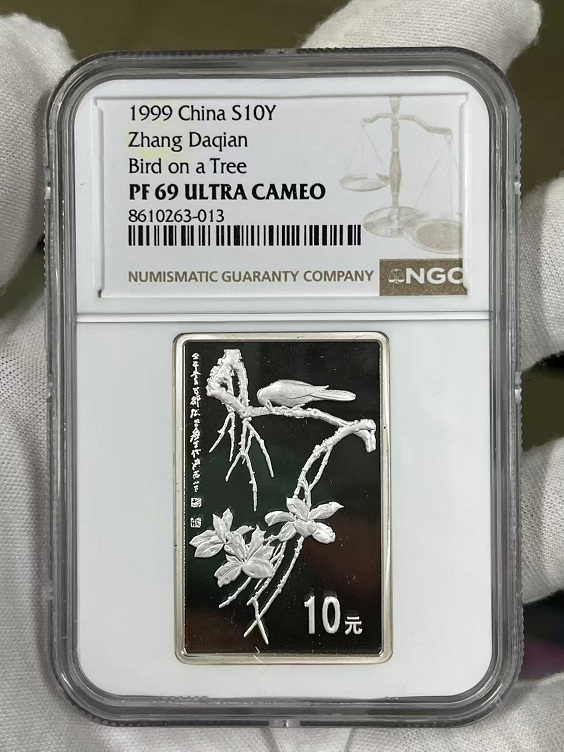 1999 China S10Y
Zhang Daqian
Bird on a Tree
PF 69 ULTRA CAMEO
8610263-013
NUMISMATIC GUARANTY COMPANY NGC
10元